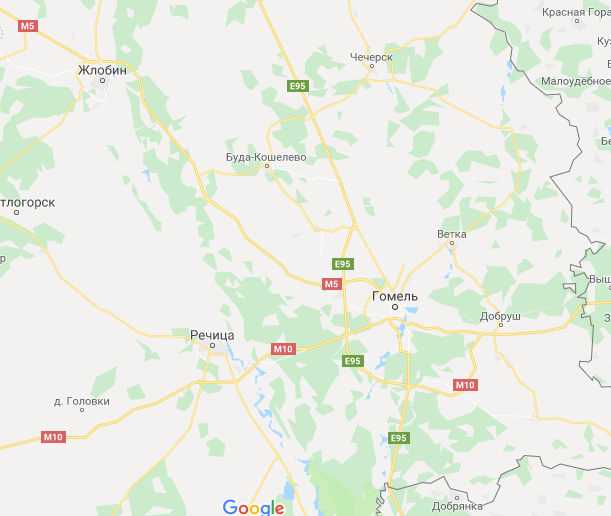 Красная Гора
M5
Чечерск
Жлобин
Малоудёбное
E95
Буда-Кошелево
тлогорск
Ветка
E95
M5
Гомель
Добруш
Речица
M10
E95
M10
д. Головки
M10
E95
Google
Добрянка